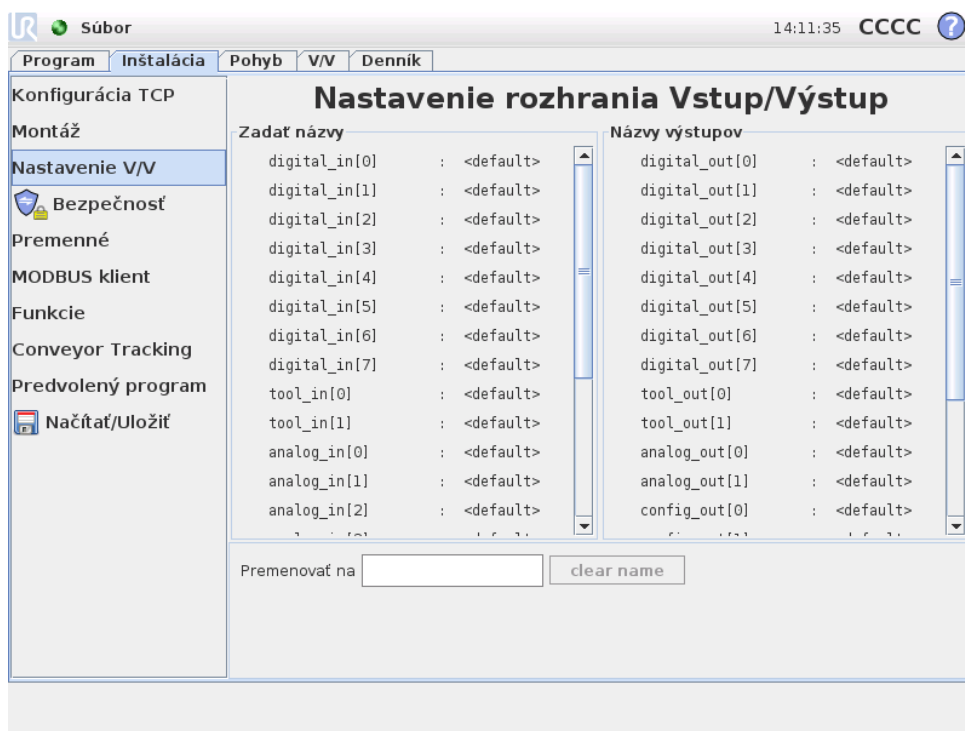 UR Súbor 14:11:35 CCCC ?
Program Inštalácia Pohyb V/V Denník
Konfigurácia TCP
Montáž
Nastavenie V/V
Bezpečnosť
Premenné
MODBUS klient
Funkcie
Conveyor Tracking
Predvolený program
Načítať/Uložiť
Nastavenie rozhrania Vstup/Výstup
Zadať názvy
digital_in[0] : <default>
digital_in[1] : <default>
digital_in[2] : <default>
digital_in[3] : <default>
digital_in[4] : <default>
digital_in[5] : <default>
digital_in[6] : <default>
digital_in[7] : <default>
tool_in[0] : <default>
tool_in[1] : <default>
analog_in[0] : <default>
analog_in[1] : <default>
analog_in[2] : <default>
Názvy výstupov
digital_out[0] : <default>
digital_out[1] : <default>
digital_out[2] : <default>
digital_out[3] : <default>
digital_out[4] : <default>
digital_out[5] : <default>
digital_out[6] : <default>
digital_out[7] : <default>
tool_out[0] : <default>
tool_out[1] : <default>
analog_out[0] : <default>
analog_out[1] : <default>
config_out[0] : <default>
Premenovať na
clear name